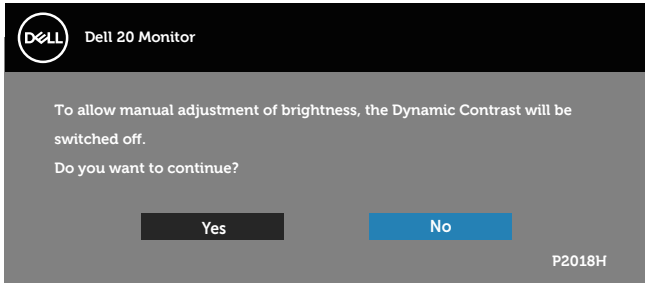 DELL
Dell 20 Monitor
To allow manual adjustment of brightness, the Dynamic Contrast will be
switched off.
Do you want to continue?
Yes
No
P2018H